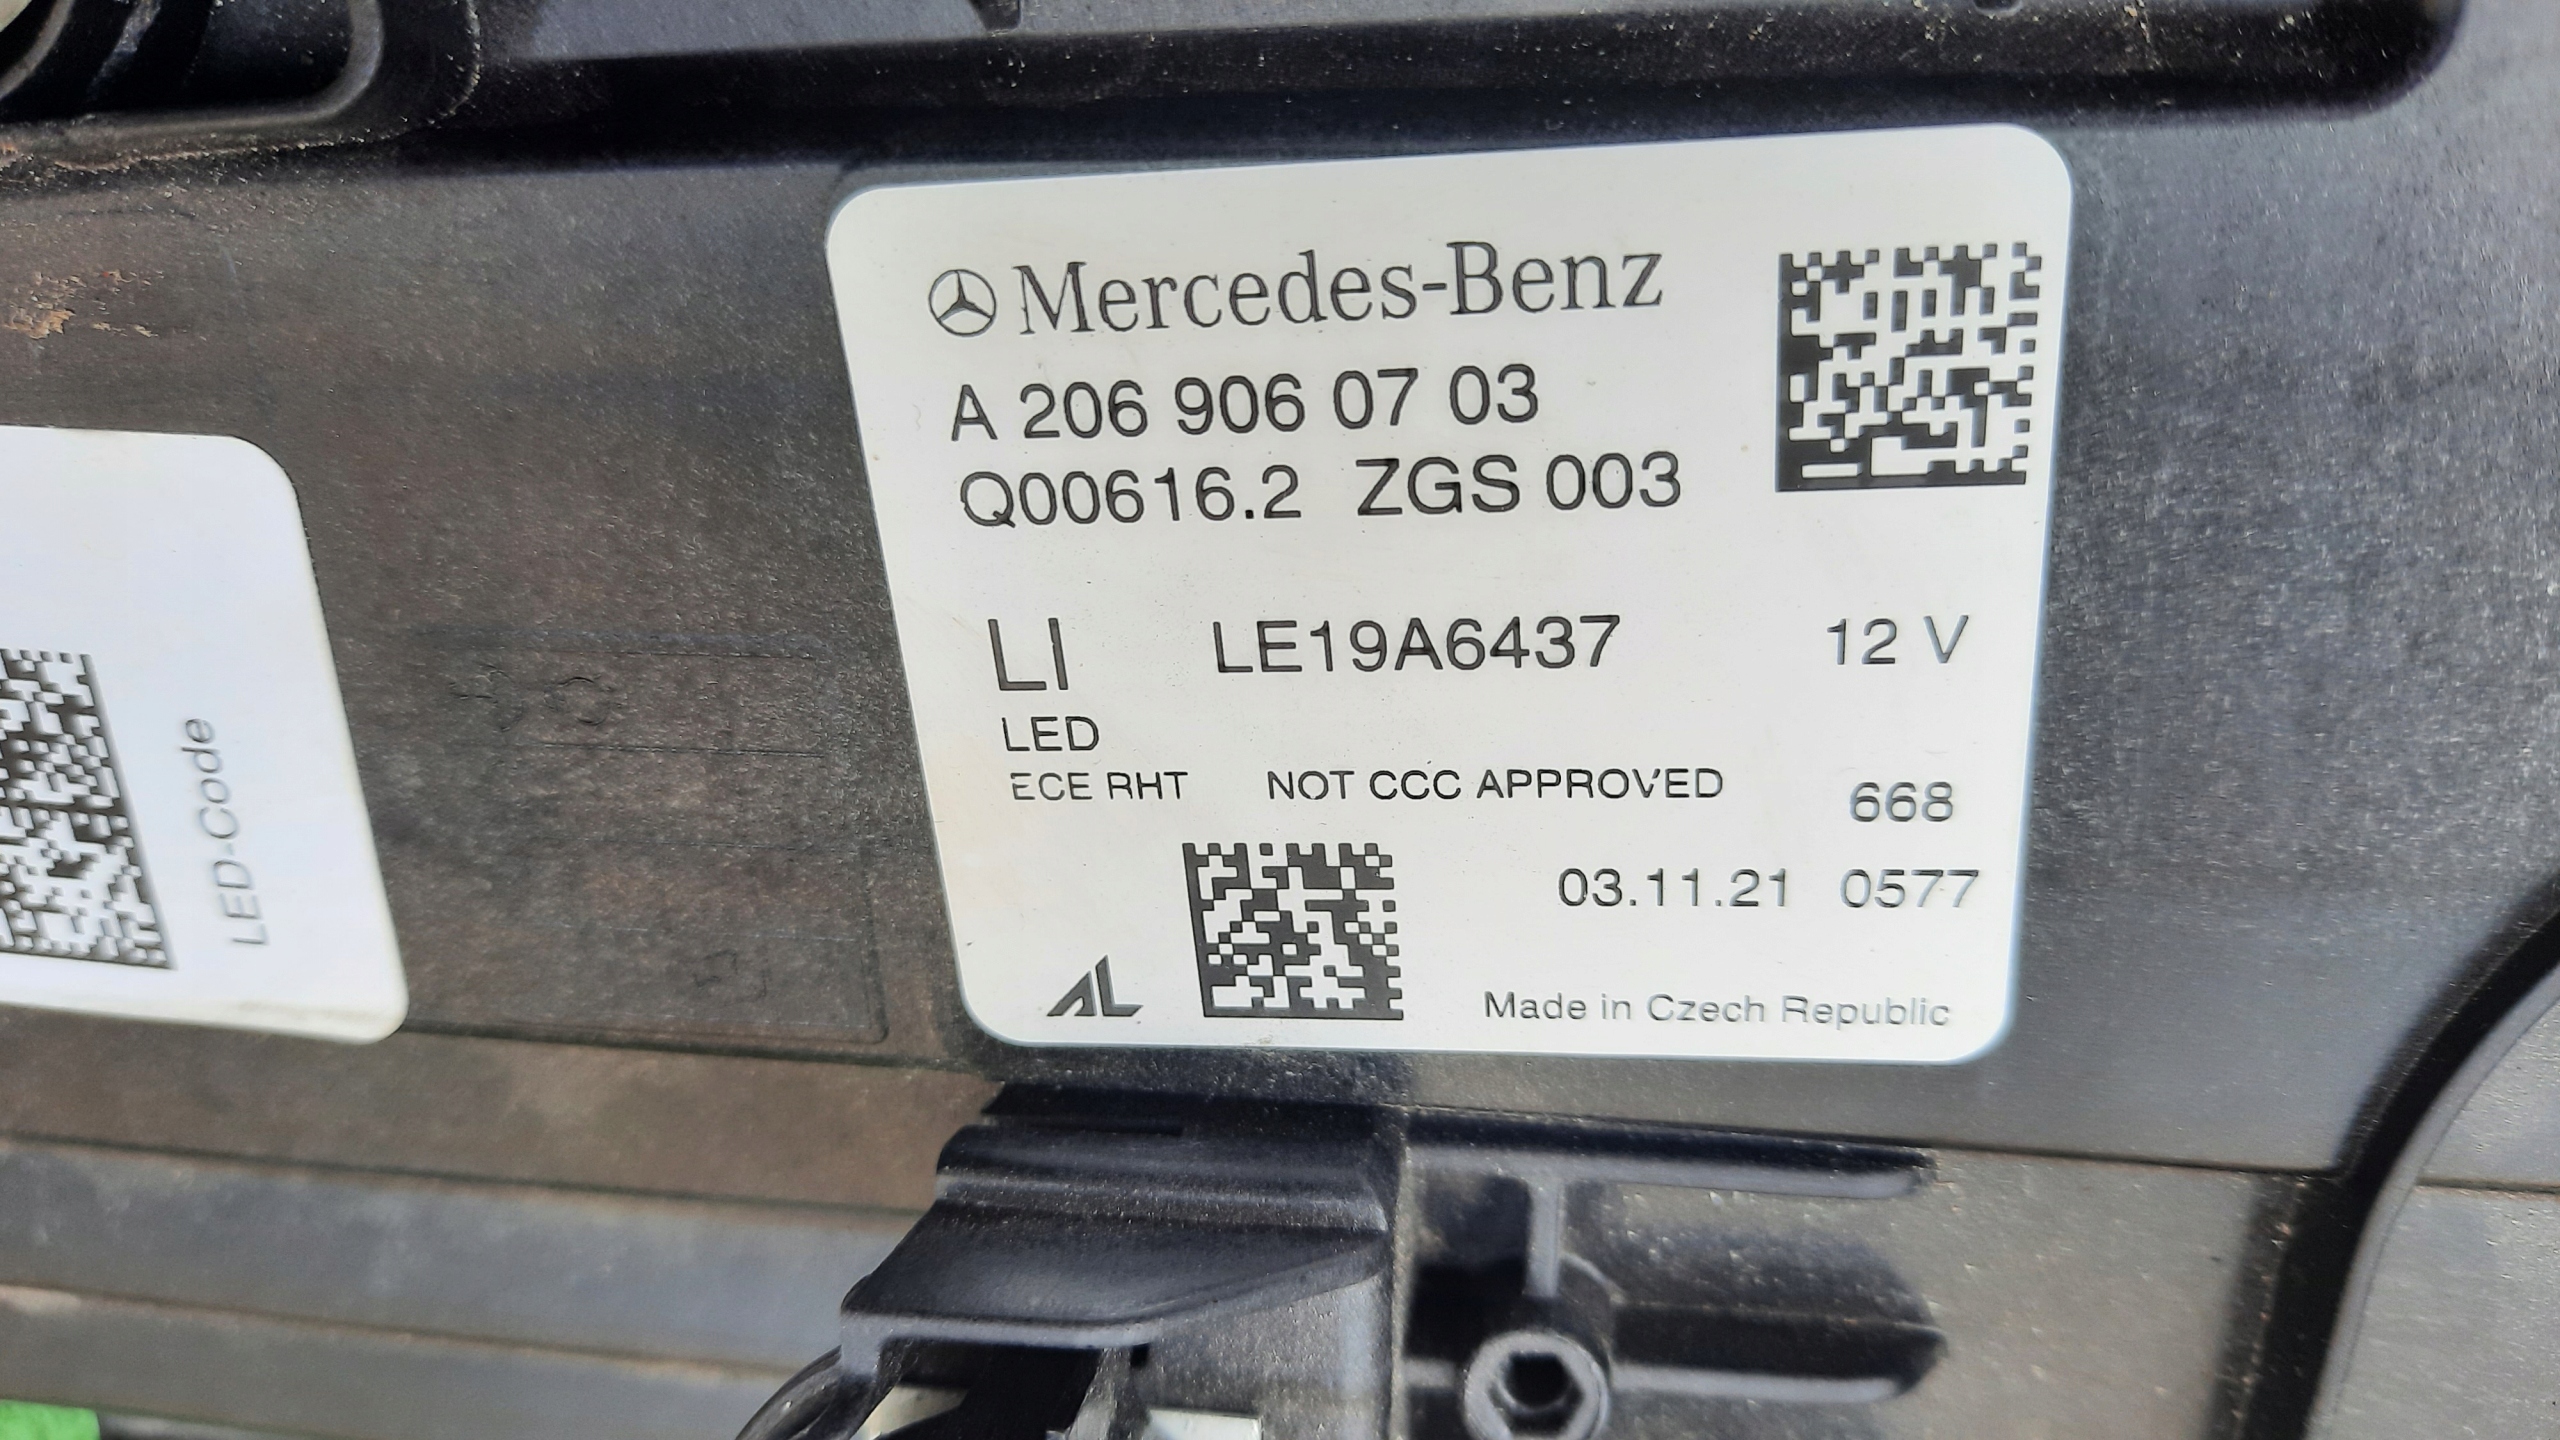 Mercedes-Benz
A 206 906 07 03
Q00616.2 ZGS 003
LI LE19A6437 12 V
LED
ECE RHT NOT CCC APPROVED 668
03.11.21 0577
AL
Made in Czech Republic
LED-Code